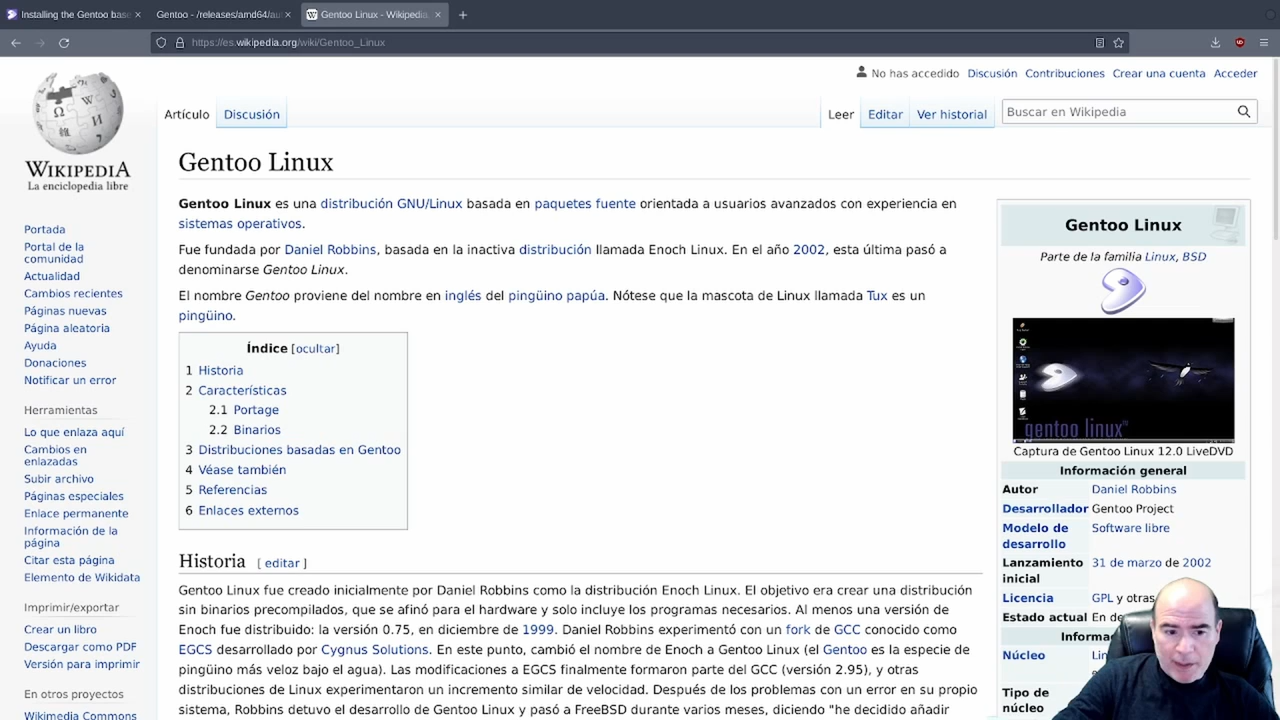 Installing the Gentoo base
Gentoo - /releases/amd64/au
Gentoo Linux - Wikipedia,
https://es.wikipedia.org/wiki/Gentoo_Linux
No has accedido Discusión Contribuciones Crear una cuenta Acceder
Artículo Discusión Leer Editar Ver historial Buscar en Wikipedia
WIKIPEDIA
La enciclopedia libre
Portada
Portal de la
comunidad
Actualidad
Cambios recientes
Páginas nuevas
Página aleatoria
Ayuda
Donaciones
Notificar un error
Herramientas
Lo que enlaza aquí
Cambios en
enlazadas
Subir archivo
Páginas especiales
Enlace permanente
Información de la
página
Citar esta página
Elemento de Wikidata
Imprimir/exportar
Crear un libro
Descargar como PDF
Versión para imprimir
En otros proyectos
Wikimedia Commons
Gentoo Linux
Gentoo Linux es una distribución GNU/Linux basada en paquetes fuente orientada a usuarios avanzados con experiencia en
sistemas operativos.
Fue fundada por Daniel Robbins, basada en la inactiva distribución llamada Enoch Linux. En el año 2002, esta última pasó a
denominarse Gentoo Linux.
El nombre Gentoo proviene del nombre en inglés del pingüino papúa. Nótese que la mascota de Linux llamada Tux es un
pingüino.
Índice [ocultar]
1 Historia
2 Características
2.1 Portage
2.2 Binarios
3 Distribuciones basadas en Gentoo
4 Véase también
5 Referencias
6 Enlaces externos
Historia [ editar ]
Gentoo Linux fue creado inicialmente por Daniel Robbins como la distribución Enoch Linux. El objetivo era crear una distribución
sin binarios precompilados, que se afinó para el hardware y solo incluye los programas necesarios. Al menos una versión de
Enoch fue distribuido: la versión 0.75, en diciembre de 1999. Daniel Robbins experimentó con un fork de GCC conocido como
EGCS desarrollado por Cygnus Solutions. En este punto, cambió el nombre de Enoch a Gentoo Linux (el Gentoo es la especie de
pingüino más veloz bajo el agua). Las modificaciones a EGCS finalmente formaron parte del GCC (versión 2.95), y otras
distribuciones de Linux experimentaron un incremento similar de velocidad. Después de los problemas con un error en su propio
sistema, Robbins detuvo el desarrollo de Gentoo Linux y pasó a FreeBSD durante varios meses, diciendo "he decidido añadir
Gentoo Linux
Parte de la familia Linux, BSD
gentoo linux
Captura de Gentoo Linux 12.0 LiveDVD
Información general
Autor Daniel Robbins
Desarrollador Gentoo Project
Modelo de Software libre
desarrollo
Lanzamiento 31 de marzo de 2002
inicial
Licencia GPL y otras
Estado actual En de
Informac
Núcleo Lin
Tipo de
núcleo